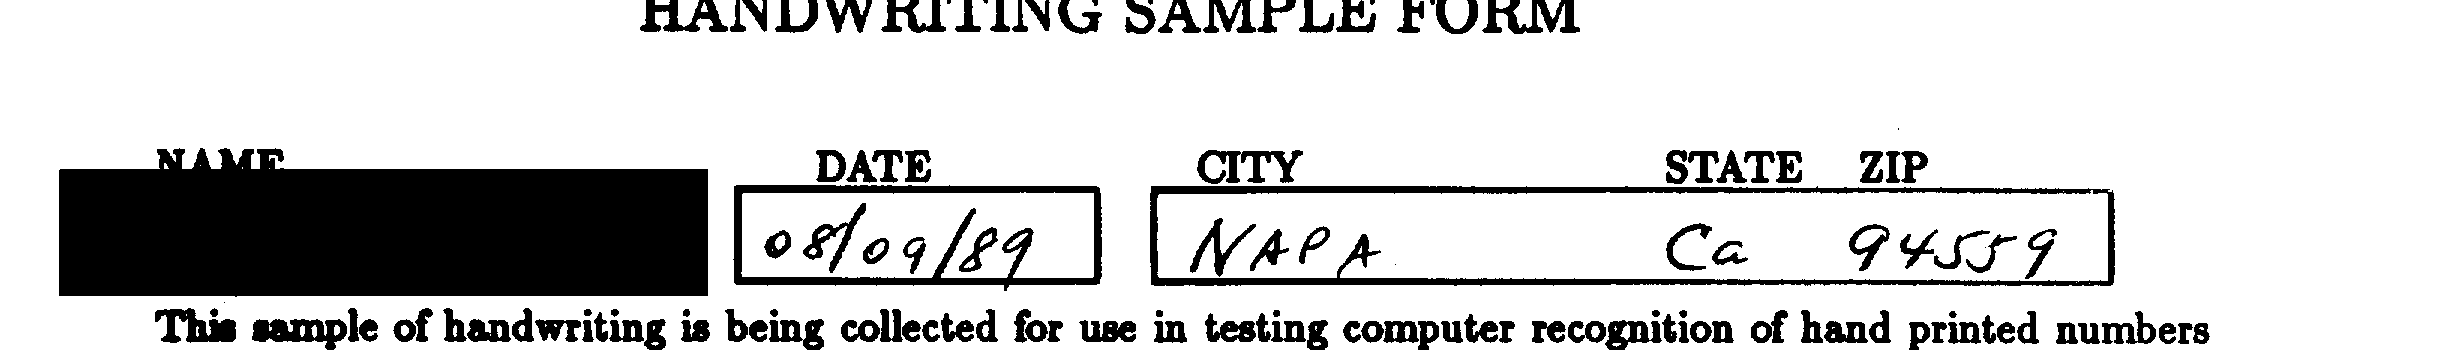 HANDWRITING SAMPLE FORM
NAME DATE CITY STATE ZIP
08/09/89 NAPA Ca 94559
This sample of handwriting is being collected for use in testing computer recognition of hand printed numbers